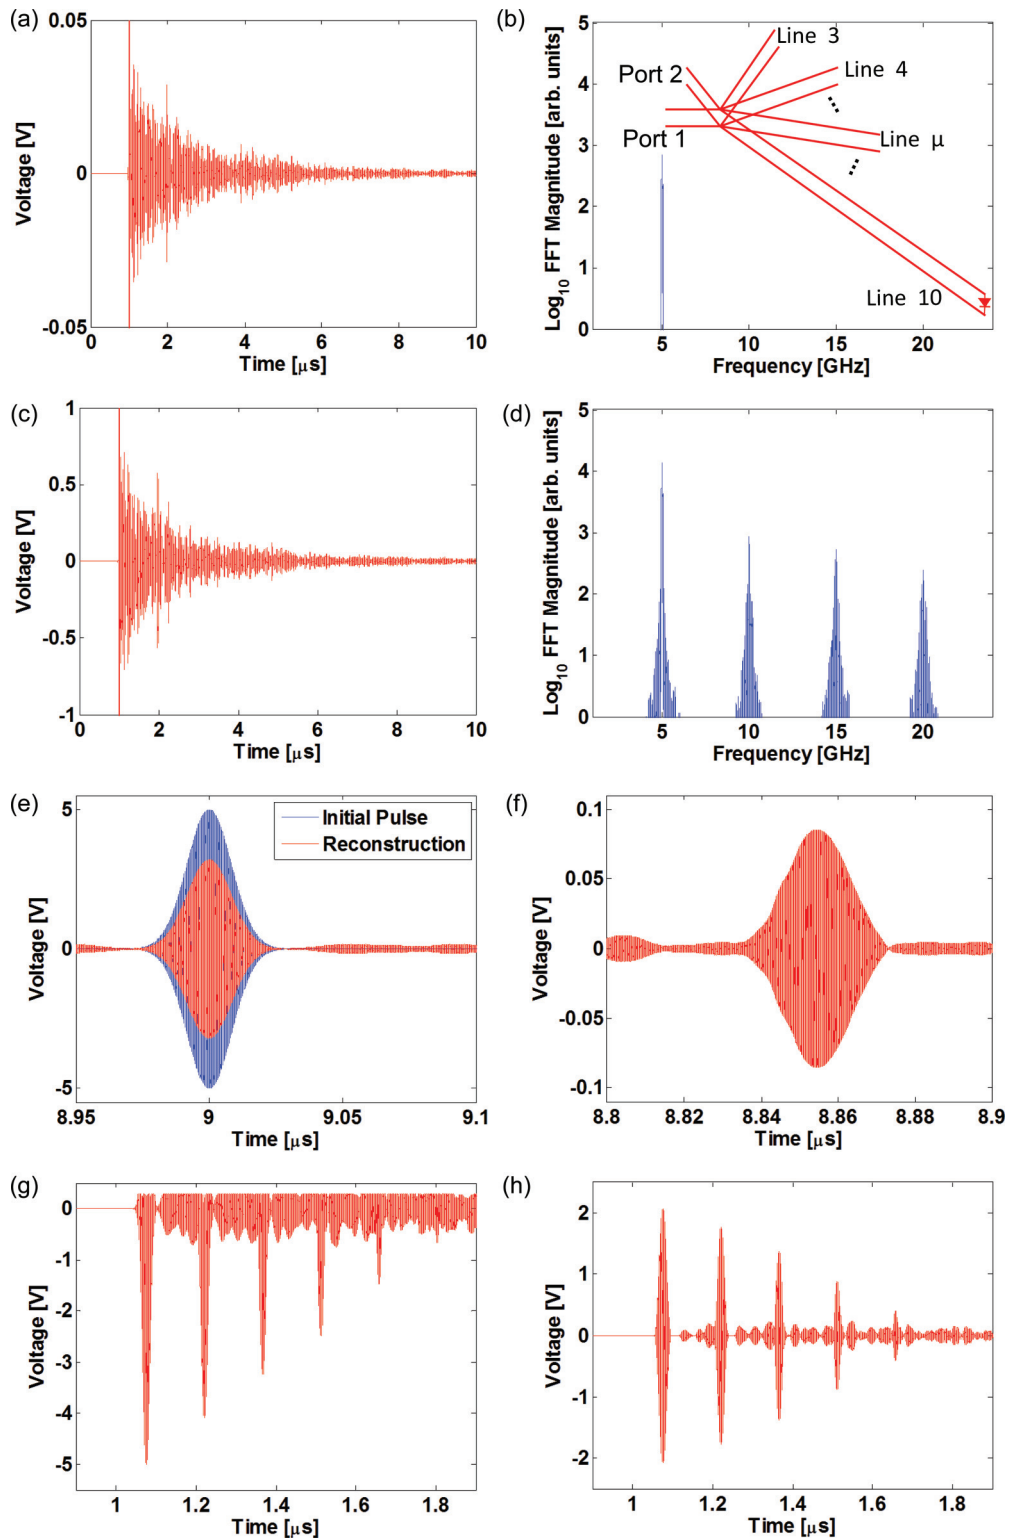 (a)
0.05
0
-0.05
Voltage [V]
0 2 4 6 8 10
Time [μs]
(b)
5
4
3
2
1
0
Log10 FFT Magnitude [arb. units]
Line 3
Port 2
Line 4
Port 1
Line μ
Line 10
5 10 15 20
Frequency [GHz]
(c)
1
0.5
0
-0.5
-1
Voltage [V]
0 2 4 6 8 10
Time [μs]
(d)
5
4
3
2
1
0
Log10 FFT Magnitude [arb. units]
5 10 15 20
Frequency [GHz]
(e)
5
0
-5
Voltage [V]
Initial Pulse
Reconstruction
8.95 9 9.05 9.1
Time [μs]
(f)
0.1
0.05
0
-0.05
-0.1
Voltage [V]
8.8 8.82 8.84 8.86 8.88 8.9
Time [μs]
(g)
0
-1
-2
-3
-4
-5
Voltage [V]
1 1.2 1.4 1.6 1.8
Time [μs]
(h)
2
1
0
-1
-2
Voltage [V]
1 1.2 1.4 1.6 1.8
Time [μs]